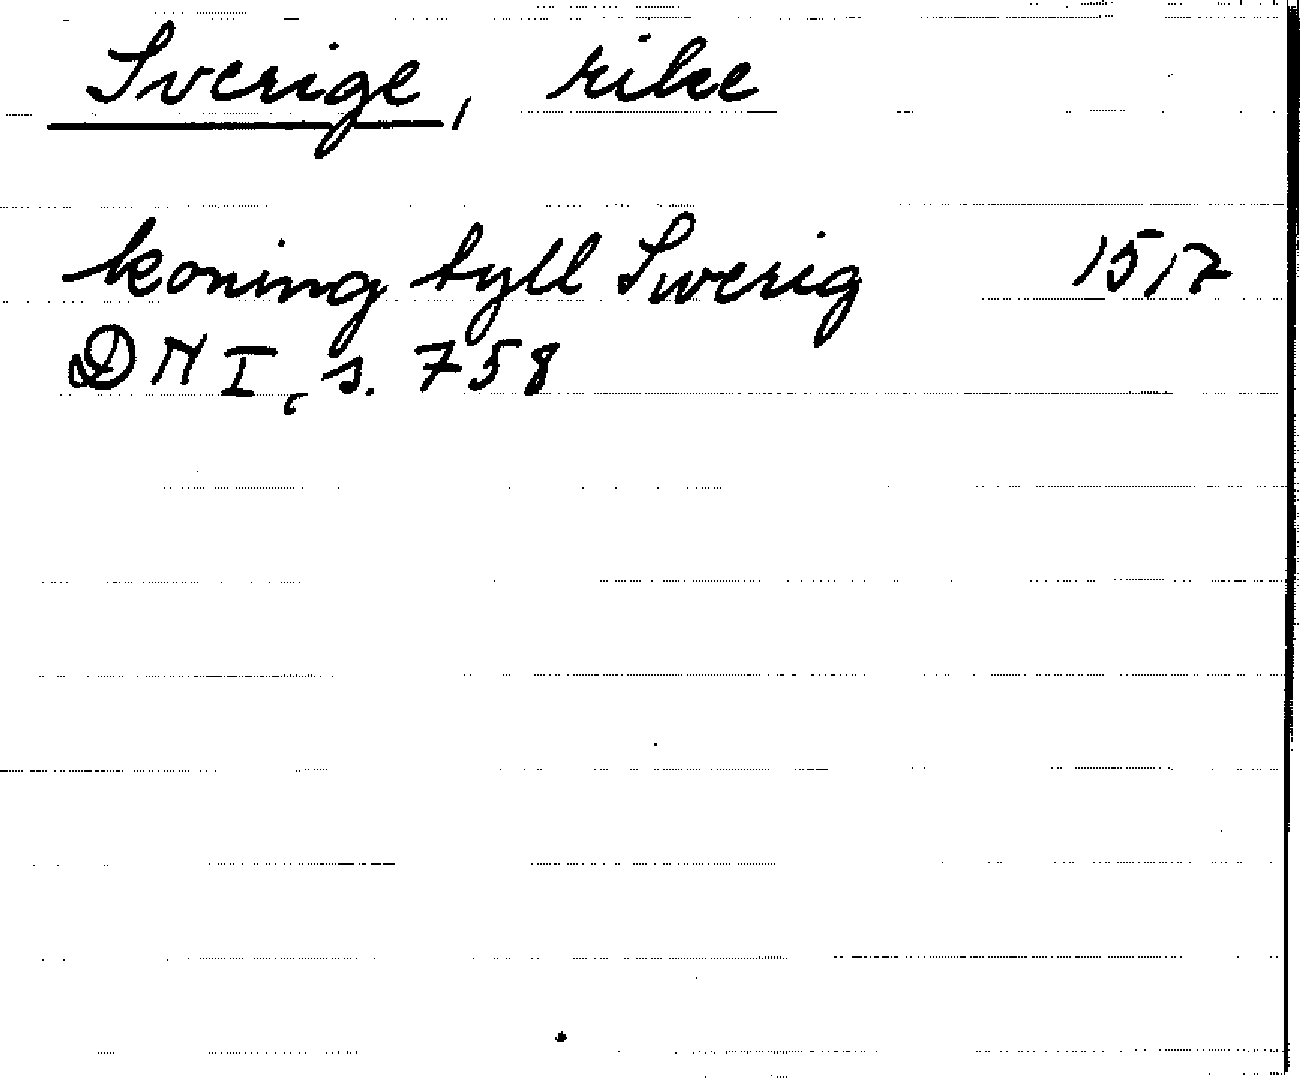 Sverige, rike
koning tyll Swerig 1517
DN I, s. 758